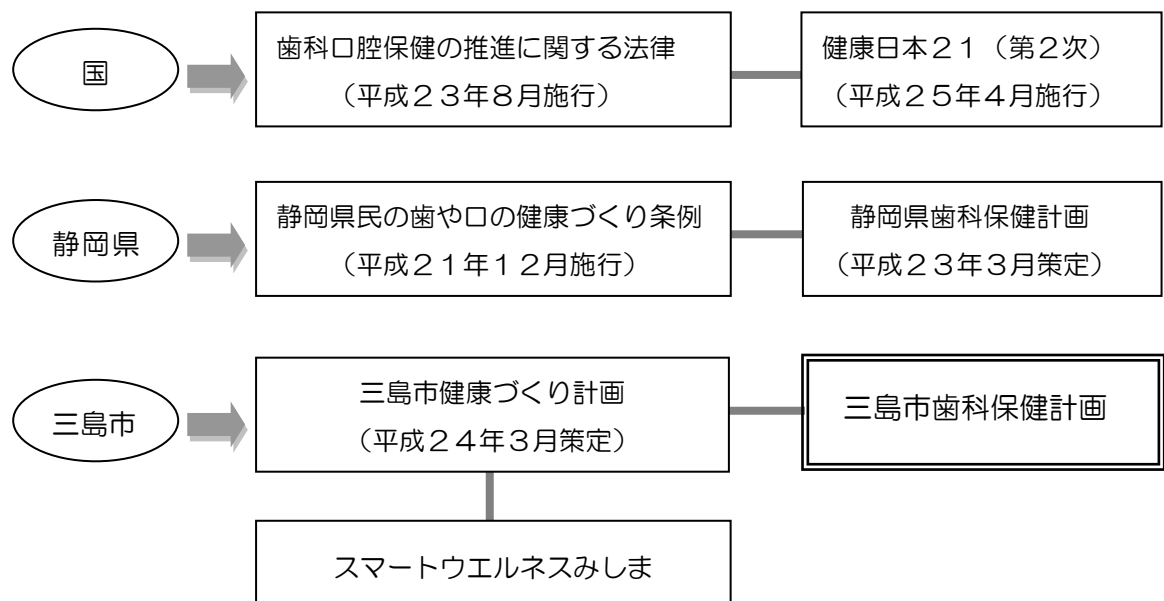 国
歯科口腔保健の推進に関する法律
（平成２３年８月施行）
健康日本２１（第２次）
（平成２５年４月施行）
静岡県
静岡県民の歯や口の健康づくり条例
（平成２１年１２月施行）
静岡県歯科保健計画
（平成２３年３月策定）
三島市
三島市健康づくり計画
（平成２４年３月策定）
三島市歯科保健計画
スマートウエルネスみしま